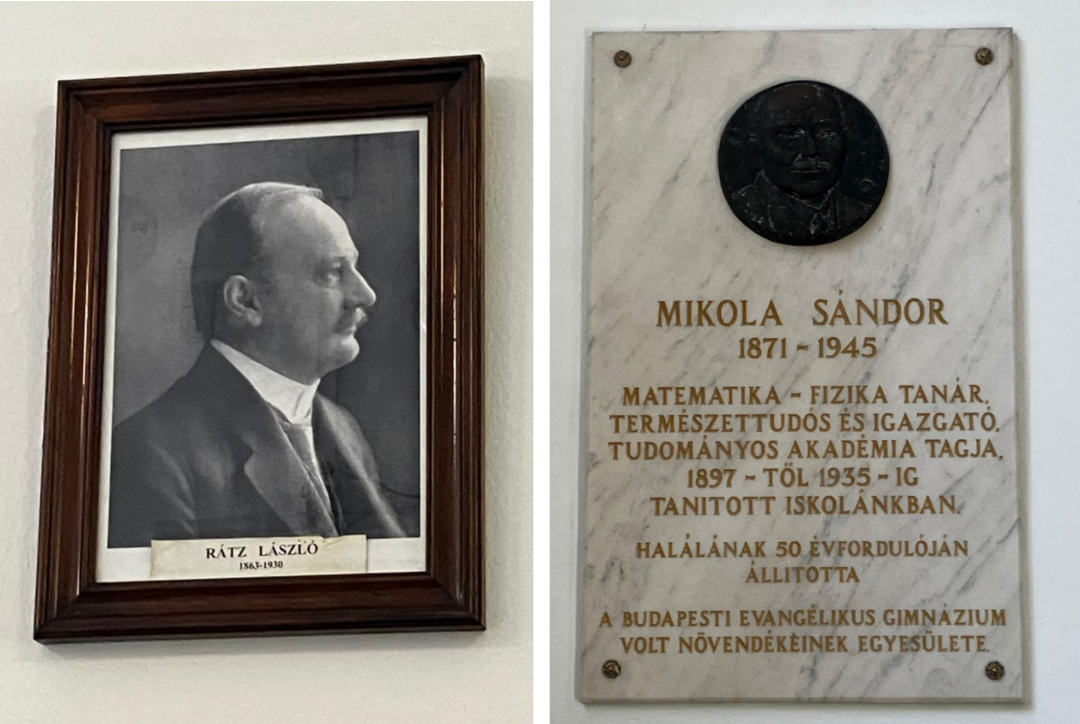 RÁTZ LÁSZLÓ
1863-1930
MIKOLA SÁNDOR
1871 - 1945
MATEMATIKA - FIZIKA TANÁR,
TERMÉSZETTUDÓS ÉS IGAZGATÓ,
TUDOMÁNYOS AKADÉMIA TAGJA,
1897 - TŐL 1935 - IG
TANITOTT ISKOLÁNKBAN.
HALÁLÁNAK 50 ÉVFORDULÓJÁN
ÁLLITOTTA
A BUDAPESTI EVANGÉLIKUS GIMNÁZIUM
VOLT NÖVENDÉKEINEK EGYESÜLETE.